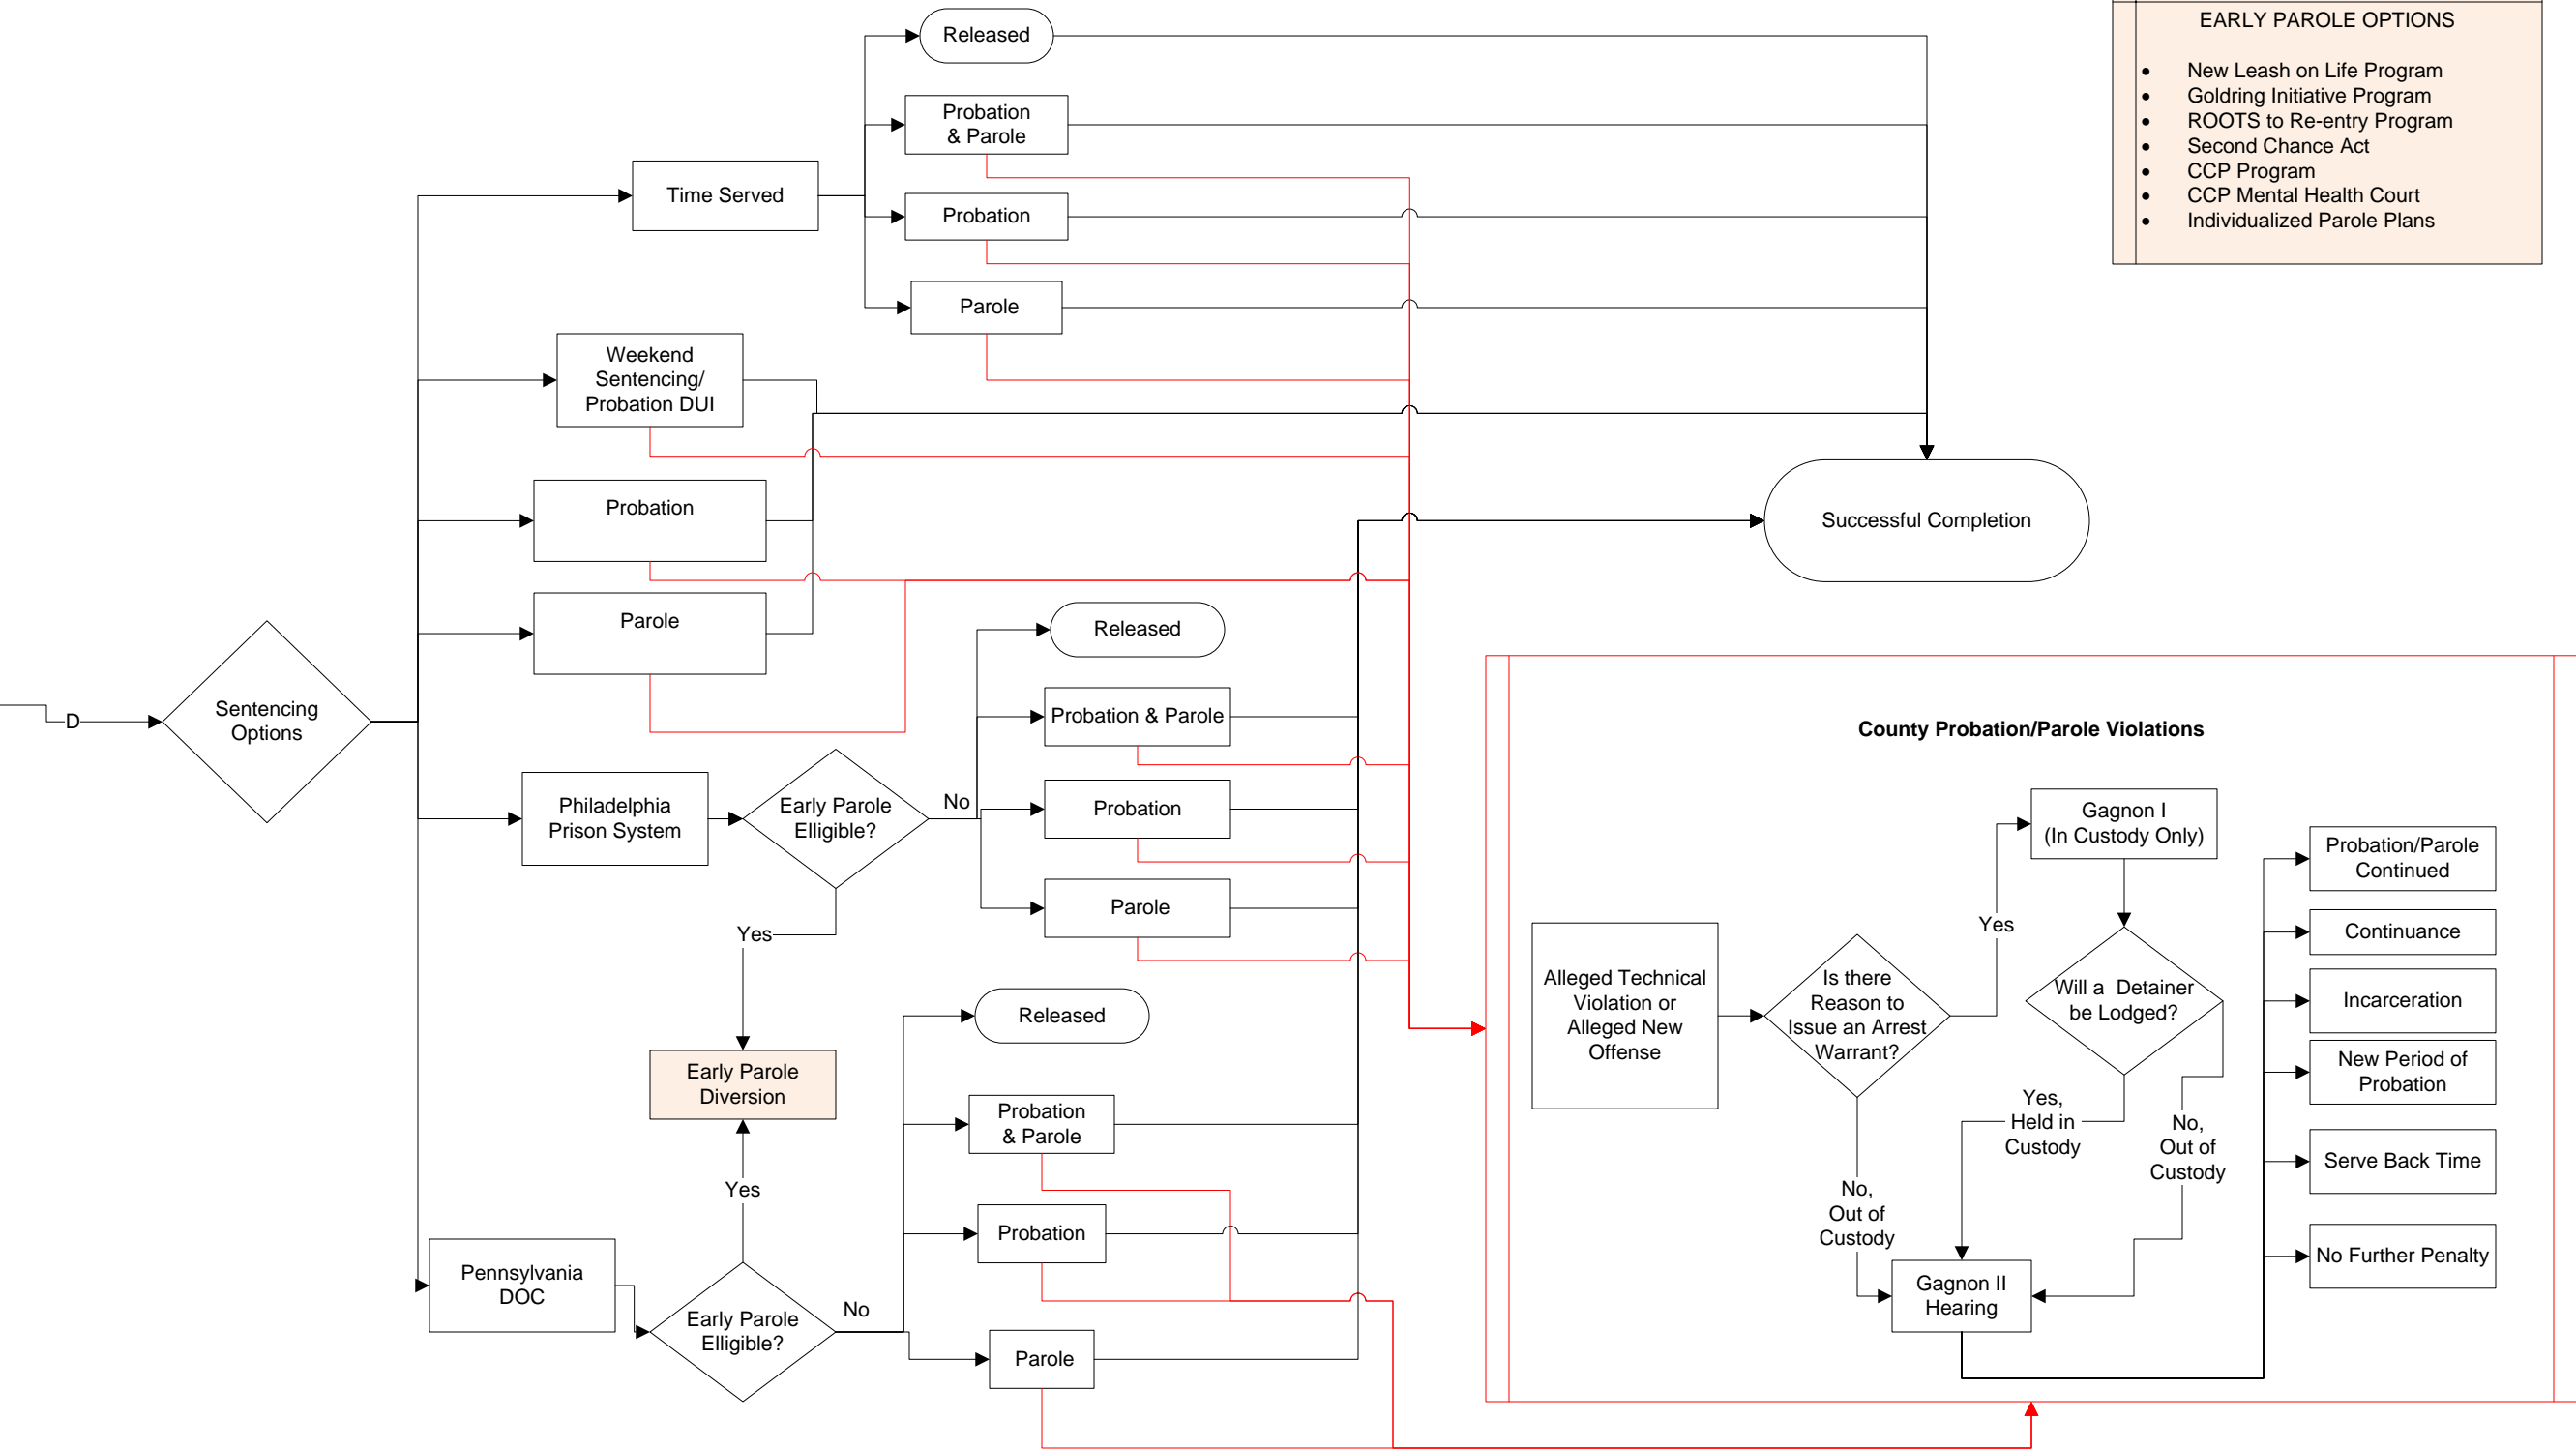 EARLY PAROLE OPTIONS
• New Leash on Life Program
• Goldring Initiative Program
• ROOTS to Re-entry Program
• Second Chance Act
• CCP Program
• CCP Mental Health Court
• Individualized Parole Plans
Released
Probation
& Parole
Time Served
Probation
Parole
Weekend
Sentencing/
Probation DUI
Probation
Parole
Successful Completion
D
Sentencing
Options
Released
Probation & Parole
Philadelphia
Prison System
Early Parole
Elligible?
No
Probation
Parole
Yes
Early Parole
Diversion
Yes
Released
Probation
& Parole
Probation
Pennsylvania
DOC
Early Parole
Elligible?
No
Parole
County Probation/Parole Violations
Alleged Technical
Violation or
Alleged New
Offense
Is there
Reason to
Issue an Arrest
Warrant?
Yes
Gagnon I
(In Custody Only)
Will a  Detainer
be Lodged?
Yes,
Held in
Custody
No,
Out of
Custody
No,
Out of
Custody
Gagnon II
Hearing
Probation/Parole
Continued
Continuance
Incarceration
New Period of
Probation
Serve Back Time
No Further Penalty